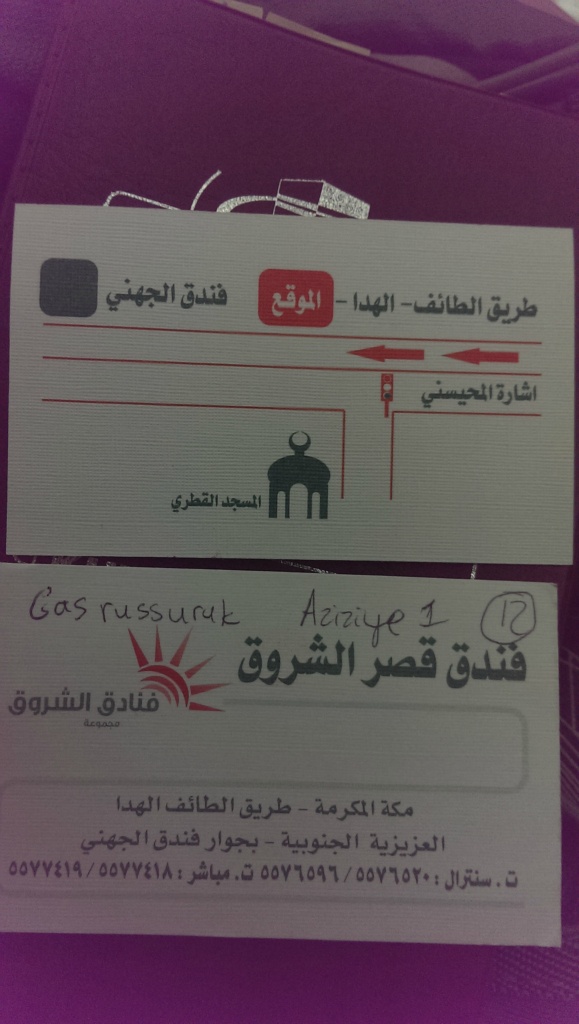 طريق الطائف - الهدا - الموقع فندق الجهني
اشارة المحيسني
المسجد القطري
Gas russuruk Aziziye 1 12
فندق قصر الشروق
فنادق الشروق
مجموعة
مكة المكرمة - طريق الطائف الهدا
العزيزية الجنوبية - بجوار فندق الجهني
ت. سنترال : ٥٥٧٦٥٢٠ / ٥٥٧٦٥٩٦ ت. مباشر : ٥٥٧٧٤١٨ / ٥٥٧٧٤١٩